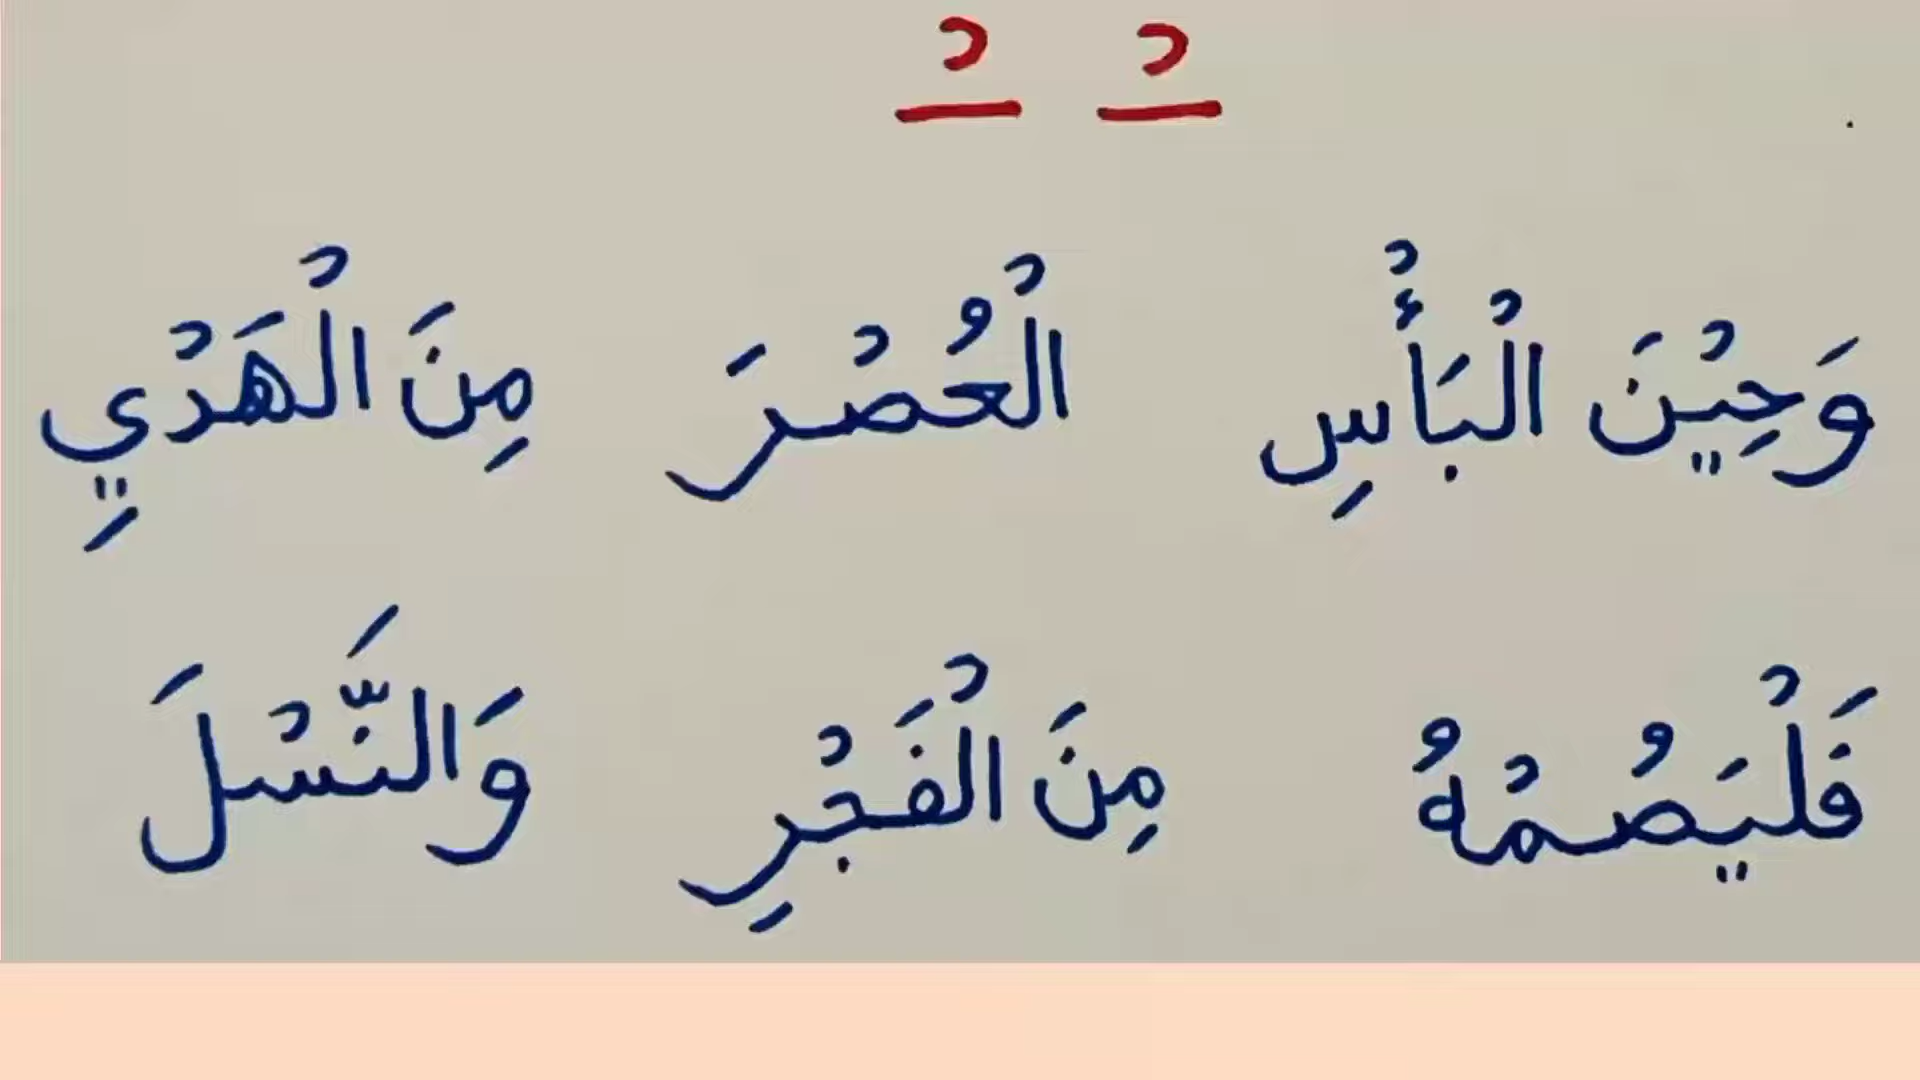 ـْ ـْ
وَحِيْنَ الْبَأْسِ الْعُصْرَ مِنَ الْهَدْيِ
فَلْيَصُمْهُ مِنَ الْفَجْرِ وَالنَّسْلَ